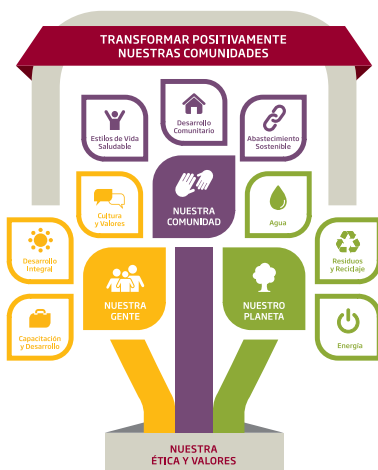 TRANSFORMAR POSITIVAMENTE
NUESTRAS COMUNIDADES
Estilos de Vida
Saludable
Desarrollo
Comunitario
Abastecimiento
Sostenible
Cultura
y Valores
NUESTRA
COMUNIDAD
Agua
Desarrollo
Integral
NUESTRA
GENTE
NUESTRO
PLANETA
Residuos
y Reciclaje
Capacitación
y Desarrollo
Energía
NUESTRA
ÉTICA Y VALORES